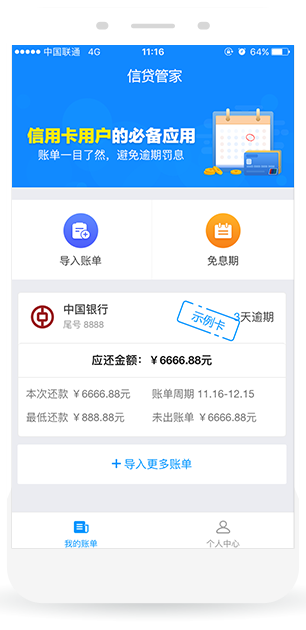 中国联通 4G 11:16 64%
信贷管家
信用卡用户的必备应用
账单一目了然，避免逾期罚息
导入账单 免息期
中国银行
尾号 8888
示例卡
3天逾期
应还金额：￥6666.88元
本次还款 ￥6666.88元 账单周期 11.16-12.15
最低还款 ￥888.88元 未出账单 ￥6666.88元
+ 导入更多账单
我的账单 个人中心